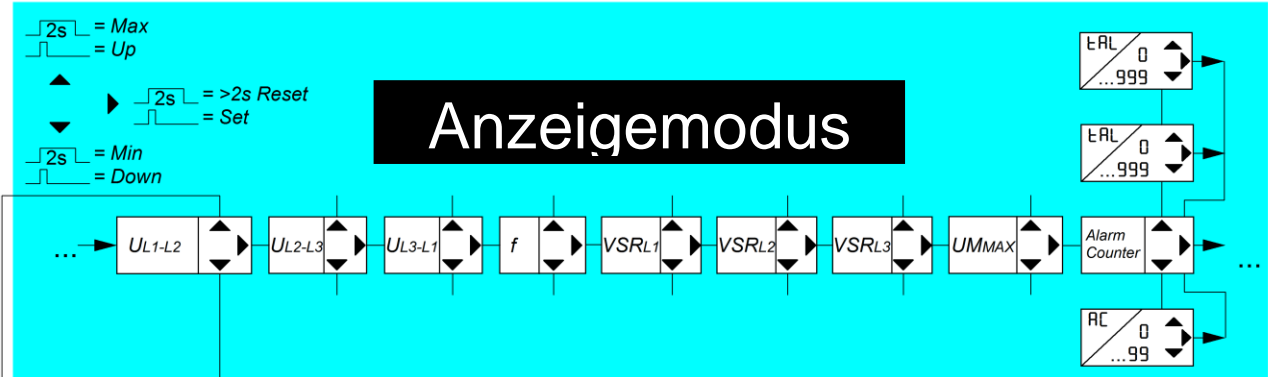 2s = Max
= Up
2s = >2s Reset
= Set
2s = Min
= Down
Anzeigemodus
tAL 0
...999
tAL 0
...999
... UL1-L2 UL2-L3 UL3-L1 f VSRL1 VSRL2 VSRL3 UMMAX Alarm
Counter ...
AC 0
...99